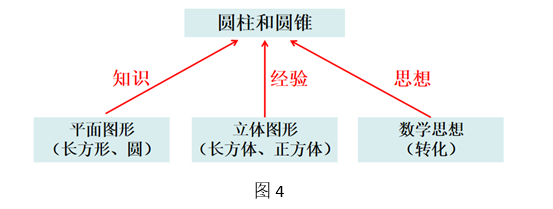 圆柱和圆锥
知识
经验
思想
平面图形
（长方形、圆）
立体图形
（长方体、正方体）
数学思想
（转化）
图 4